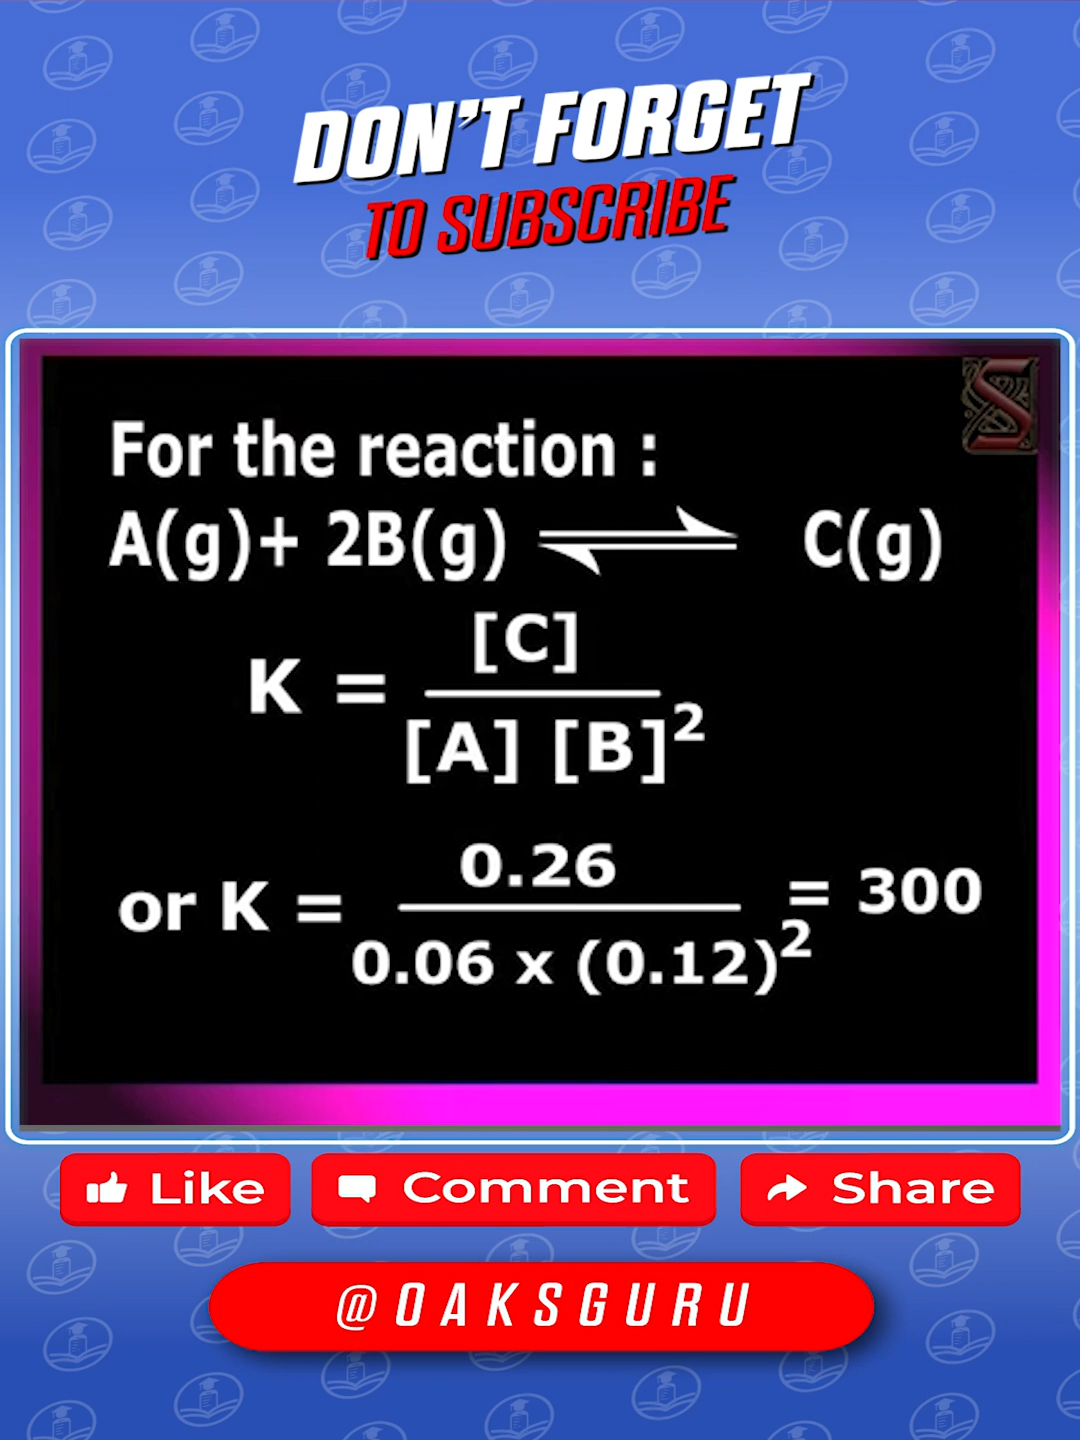 DON'T FORGET
TO SUBSCRIBE
S
For the reaction :
A(g)+ 2B(g) ⇌ C(g)
K = [C] / [A] [B]²
or K = 0.26 / 0.06 x (0.12)² = 300
Like Comment Share
@OAKSGURU